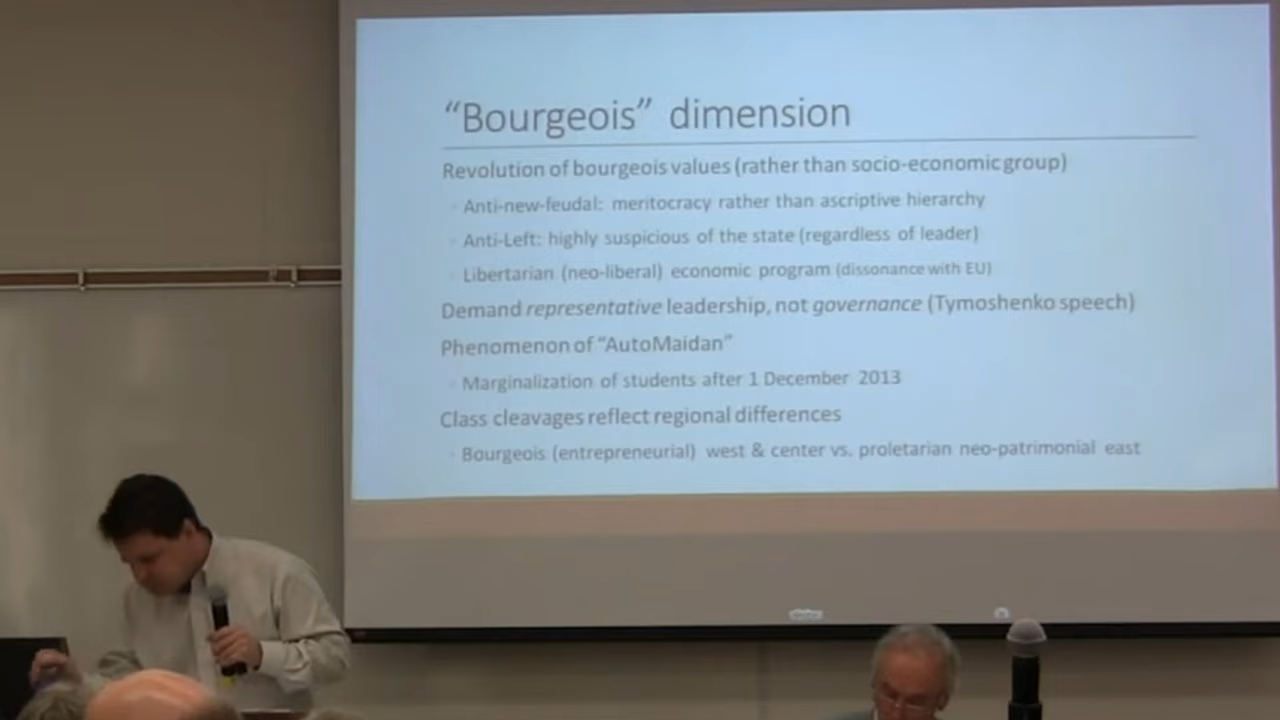 “Bourgeois” dimension
Revolution of bourgeois values (rather than socio-economic group)
Anti-new-feudal: meritocracy rather than ascriptive hierarchy
Anti-Left: highly suspicious of the state (regardless of leader)
Libertarian (neo-liberal) economic program (dissonance with EU)
Demand representative leadership, not governance (Tymoshenko speech)
Phenomenon of “AutoMaidan”
Marginalization of students after 1 December 2013
Class cleavages reflect regional differences
Bourgeois (entrepreneurial) west & center vs. proletarian neo-patrimonial east